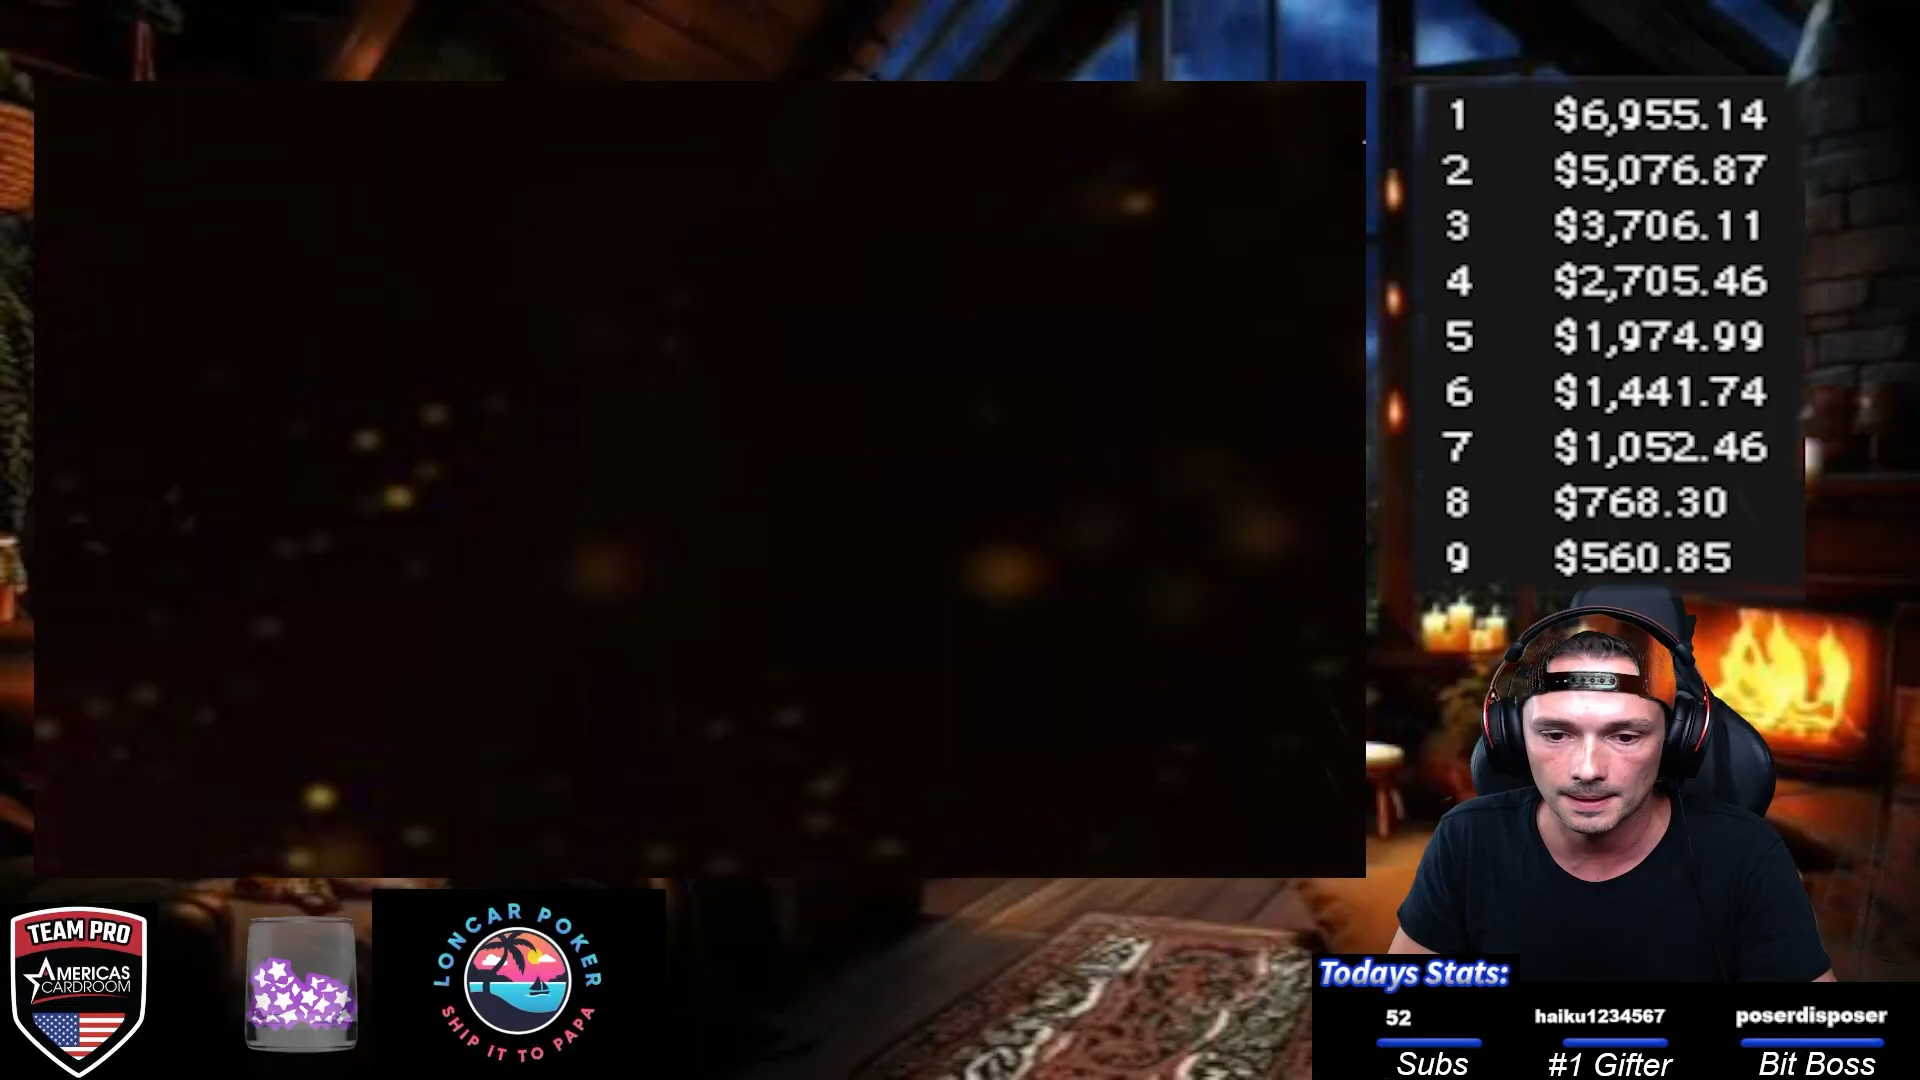 1 $6,955.14
2 $5,076.87
3 $3,706.11
4 $2,705.46
5 $1,974.99
6 $1,441.74
7 $1,052.46
8 $768.30
9 $560.85
TEAM PRO
AMERICAS
CARDROOM
LONCAR POKER
SHIP IT TO PAPA
Todays Stats:
52 haiku1234567 poserdisposer
Subs #1 Gifter Bit Boss